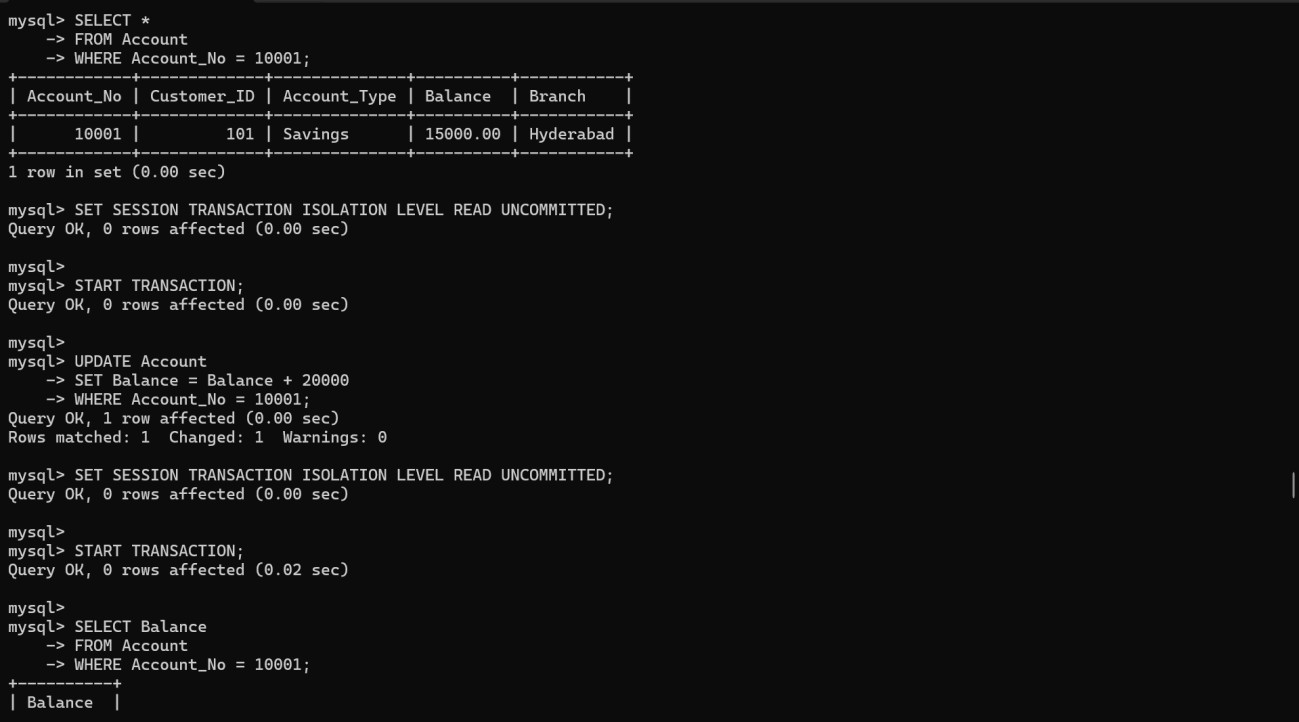 mysql> SELECT *
    -> FROM Account
    -> WHERE Account_No = 10001;
+------------+-------------+--------------+----------+-----------+
| Account_No | Customer_ID | Account_Type | Balance  | Branch    |
+------------+-------------+--------------+----------+-----------+
|      10001 |         101 | Savings      | 15000.00 | Hyderabad |
+------------+-------------+--------------+----------+-----------+
1 row in set (0.00 sec)

mysql> SET SESSION TRANSACTION ISOLATION LEVEL READ UNCOMMITTED;
Query OK, 0 rows affected (0.00 sec)

mysql>
mysql> START TRANSACTION;
Query OK, 0 rows affected (0.00 sec)

mysql>
mysql> UPDATE Account
    -> SET Balance = Balance + 20000
    -> WHERE Account_No = 10001;
Query OK, 1 row affected (0.00 sec)
Rows matched: 1  Changed: 1  Warnings: 0

mysql> SET SESSION TRANSACTION ISOLATION LEVEL READ UNCOMMITTED;
Query OK, 0 rows affected (0.00 sec)

mysql>
mysql> START TRANSACTION;
Query OK, 0 rows affected (0.02 sec)

mysql>
mysql> SELECT Balance
    -> FROM Account
    -> WHERE Account_No = 10001;
+----------+
| Balance  |